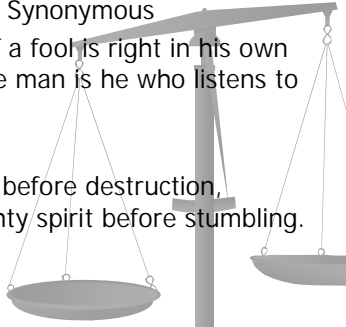 Synonymous
a fool is right in his own
man is he who listens to
before destruction,
spirit before stumbling.